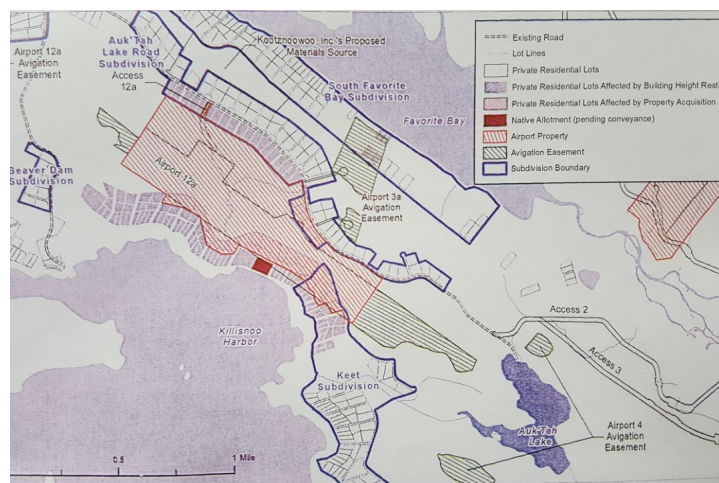 Airport 12a
Avigation
Easement
Auk'Tah
Lake Road
Subdivision
Access
12a
Kootznoowoo, Inc.'s Proposed
Materials Source
South Favorite
Bay Subdivision
Favorite Bay
Existing Road
Lot Lines
Private Residential Lots
Private Residential Lots Affected by Building Height Rest
Private Residential Lots Affected by Property Acquisition
Native Allotment (pending conveyance)
Airport Property
Avigation Easement
Subdivision Boundary
Beaver Dam
Subdivision
Airport 12a
Airport 3a
Avigation
Easement
Killisnoo
Harbor
Access 2
Access 3
Keet
Subdivision
Auk'Tah
Lake
Airport 4
Avigation
Easement
0.5
1 Mile